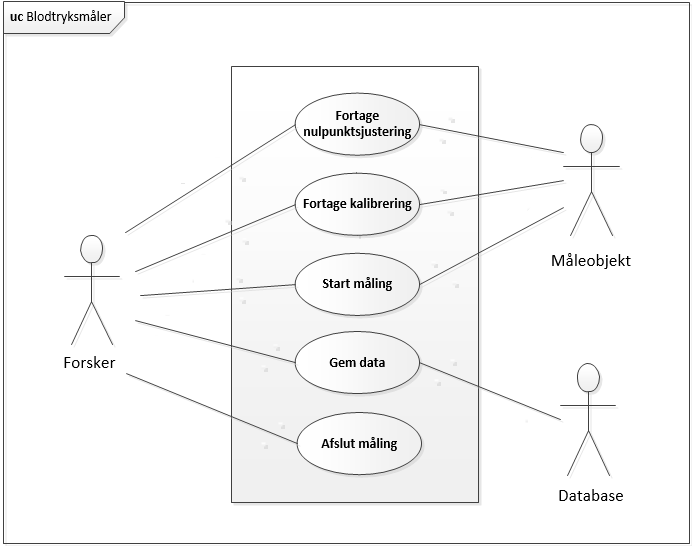 uc Blodtryksmåler
Fortage
nulpunktsjustering
Fortage kalibrering
Start måling
Gem data
Afslut måling
Forsker
Måleobjekt
Database